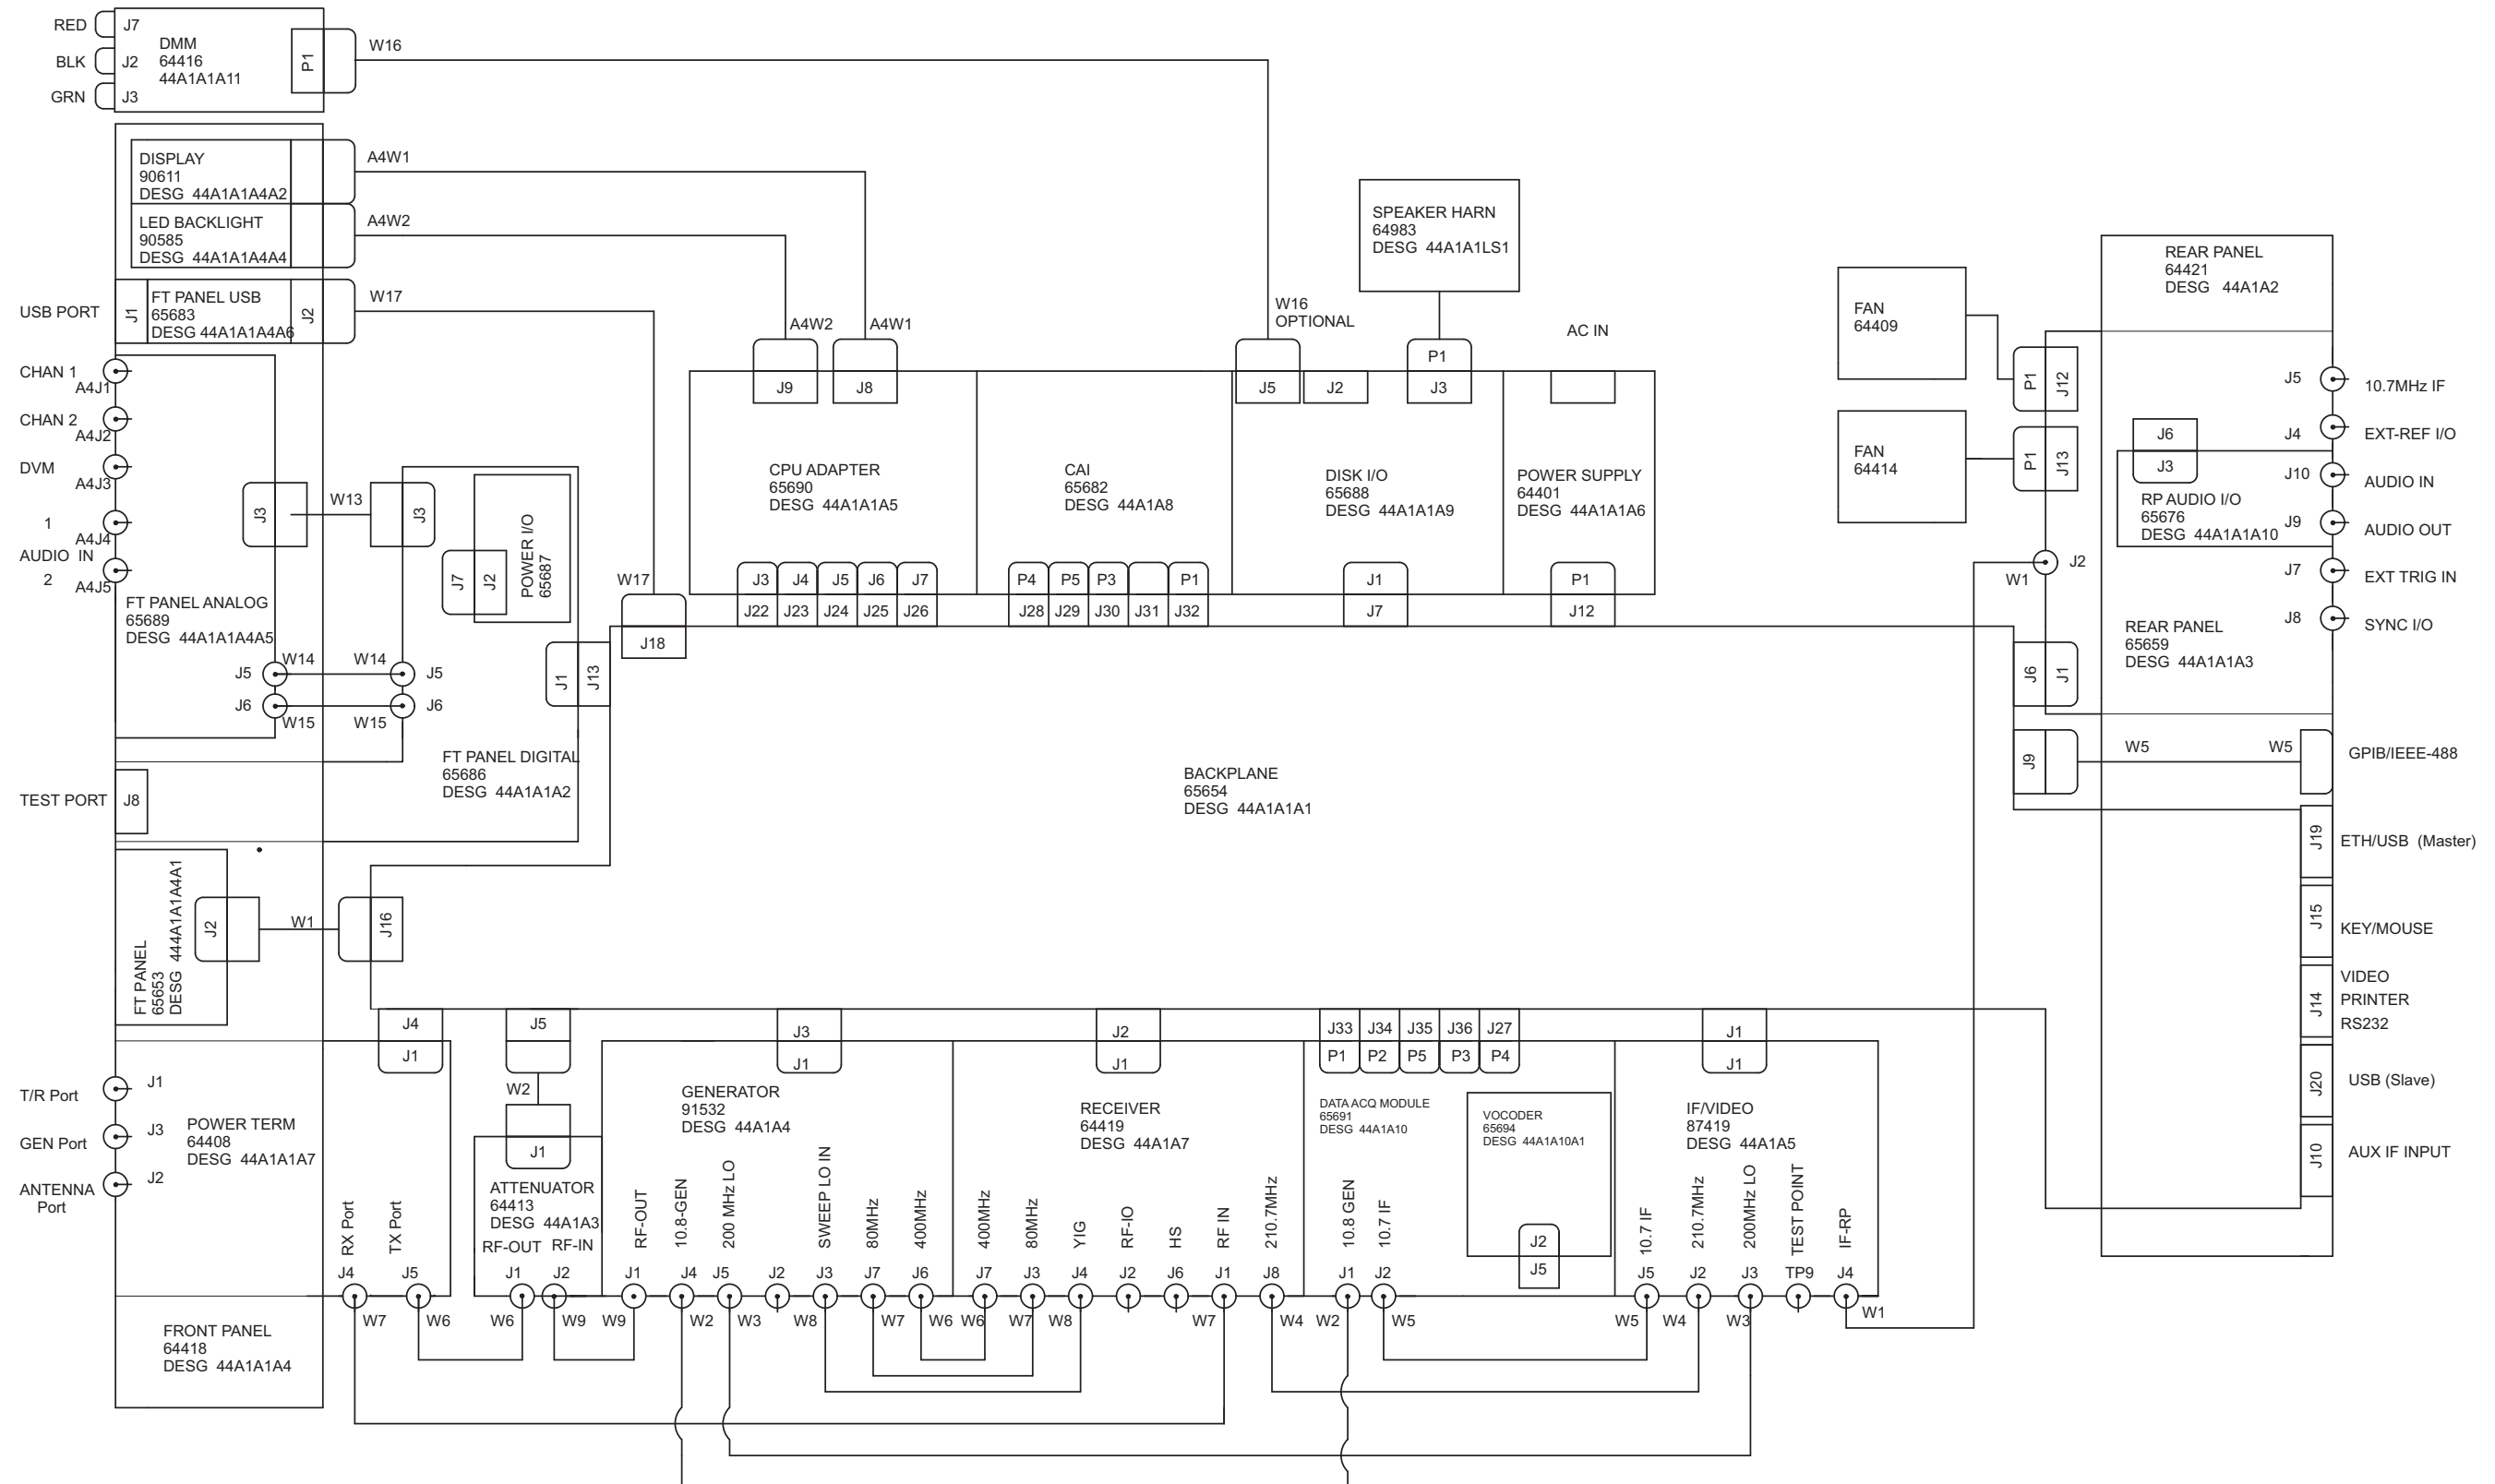 RED
J7
DMM
64416
44A1A1A11
BLK
J2
GRN
J3
P1
W16
DISPLAY
90611
DESG 44A1A1A4A2
A4W1
LED BACKLIGHT
90585
DESG 44A1A1A4A4
A4W2
USB PORT
J1
FT PANEL USB
65683
DESG 44A1A1A4A6
J2
W17
CHAN 1
A4J1
CHAN 2
A4J2
DVM
A4J3
1
A4J4
AUDIO IN
2
A4J5
FT PANEL ANALOG
65689
DESG 44A1A1A4A5
J3
W13
J3
J5
W14
W14
J5
J6
W15
W15
J6
J7
J2
POWER I/O
65687
FT PANEL DIGITAL
65686
DESG 44A1A1A2
J1
J13
W17
J18
A4W2
A4W1
J9
J8
CPU ADAPTER
65690
DESG 44A1A1A5
J3
J4
J5
J6
J7
J22
J23
J24
J25
J26
CAI
65682
DESG 44A1A8
P4
P5
P3
P1
J28
J29
J30
J31
J32
SPEAKER HARN
64983
DESG 44A1A1LS1
W16
OPTIONAL
J5
J2
P1
J3
DISK I/O
65688
DESG 44A1A1A9
J1
J7
AC IN
POWER SUPPLY
64401
DESG 44A1A1A6
P1
J12
FAN
64409
P1
J12
FAN
64414
P1
J13
W1
J2
J6
J1
REAR PANEL
64421
DESG 44A1A2
J5
10.7MHz IF
J4
EXT-REF I/O
J10
AUDIO IN
J9
AUDIO OUT
J7
EXT TRIG IN
J8
SYNC I/O
J6
J3
RP AUDIO I/O
65676
DESG 44A1A1A10
REAR PANEL
65659
DESG 44A1A1A3
J9
W5
W5
GPIB/IEEE-488
J19
ETH/USB (Master)
J15
KEY/MOUSE
J14
VIDEO
PRINTER
RS232
J20
USB (Slave)
J10
AUX IF INPUT
BACKPLANE
65654
DESG 44A1A1A1
TEST PORT
J8
FT PANEL
65653
DESG 444A1A1A4A1
J2
W1
J16
T/R Port
J1
GEN Port
J3
ANTENNA
Port
J2
POWER TERM
64408
DESG 44A1A1A7
J4
J1
RX Port
TX Port
J4
J5
W7
W6
FRONT PANEL
64418
DESG 44A1A1A4
J5
W2
J1
ATTENUATOR
64413
DESG 44A1A3
RF-OUT
RF-IN
J1
J2
W6
W9
J3
J1
GENERATOR
91532
DESG 44A1A4
RF-OUT
10.8-GEN
200 MHz LO
SWEEP LO IN
80MHz
400MHz
J1
J4
J5
J2
J3
J7
J6
W9
W2
W3
W8
W7
W6
J2
J1
RECEIVER
64419
DESG 44A1A7
400MHz
80MHz
YIG
RF-IO
HS
RF IN
210.7MHz
J7
J3
J4
J2
J6
J1
J8
W6
W7
W8
W7
W4
J33
J34
J35
J36
J27
P1
P2
P5
P3
P4
DATA ACQ MODULE
65691
DESG 44A1A10
10.8 GEN
10.7 IF
J1
J2
W2
W5
VOCODER
65694
DESG 44A1A10A1
J2
J5
J1
J1
IF/VIDEO
87419
DESG 44A1A5
10.7 IF
210.7MHz
200MHz LO
TEST POINT
IF-RP
J5
J2
J3
TP9
J4
W5
W4
W3
W1